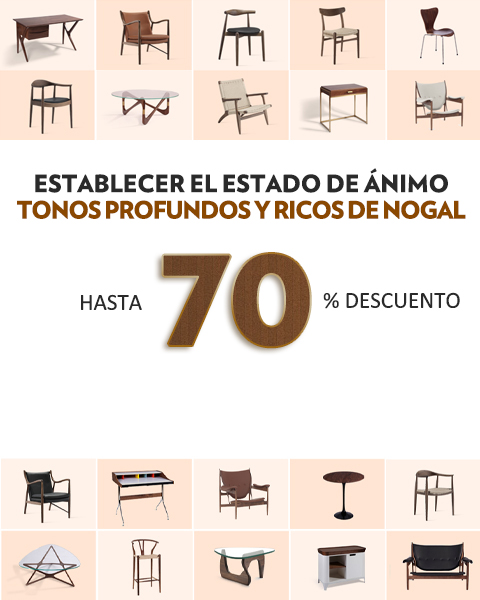 ESTABLECER EL ESTADO DE ÁNIMO
TONOS PROFUNDOS Y RICOS DE NOGAL
HASTA 70 % DESCUENTO